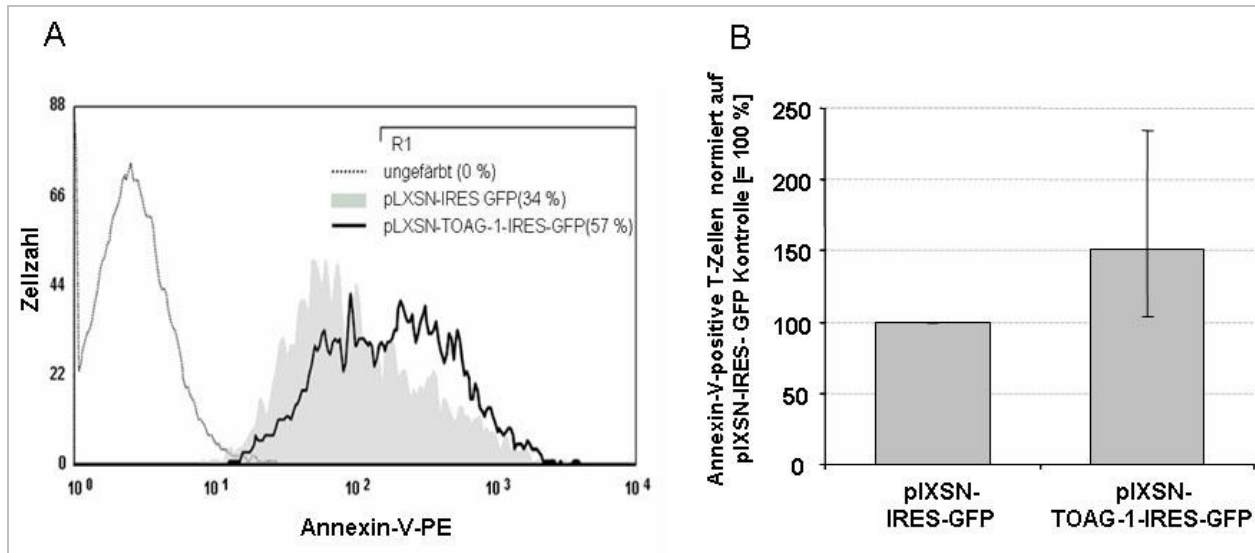 A
88
66
44
22
0
Zellzahl
R1
ungefärbt (0 %)
pLXSN-IRES GFP(34 %)
pLXSN-TOAG-1-IRES-GFP(57 %)
10 0
10 1
10 2
10 3
10 4
Annexin-V-PE
B
Annexin-V-positive T-Zellen normiert auf
pIXSN-IRES- GFP Kontrolle [= 100 %]
250
200
150
100
50
0
pIXSN-
IRES-GFP
pIXSN-
TOAG-1-IRES-GFP